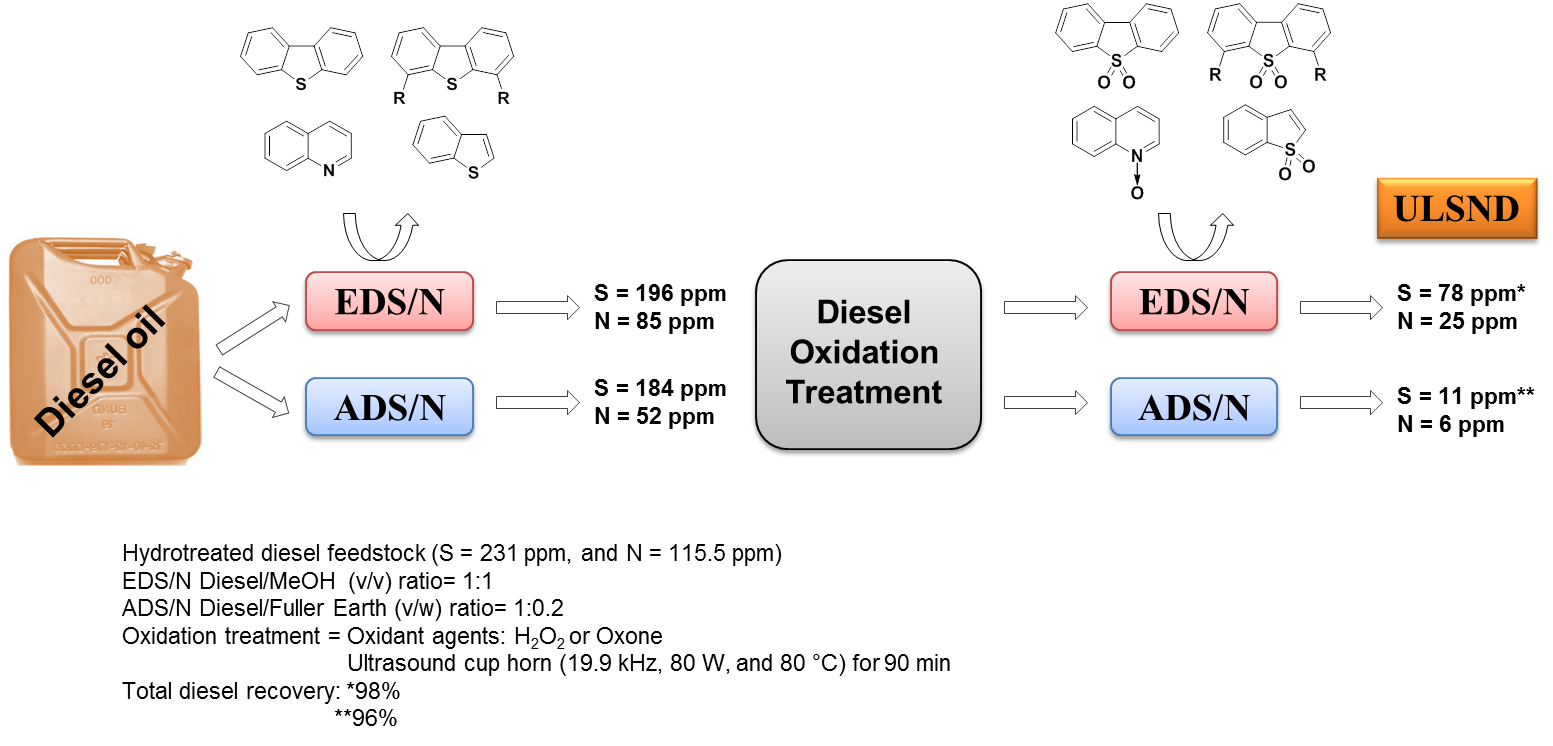 S
S
R
R
N
S
S
O
O
S
O
O
R
R
N
O
S
O
O
ULSND
Diesel oil
EDS/N
S = 196 ppm
N = 85 ppm
ADS/N
S = 184 ppm
N = 52 ppm
Diesel
Oxidation
Treatment
EDS/N
S = 78 ppm*
N = 25 ppm
ADS/N
S = 11 ppm**
N = 6 ppm
Hydrotreated diesel feedstock (S = 231 ppm, and N = 115.5 ppm)
EDS/N Diesel/MeOH (v/v) ratio= 1:1
ADS/N Diesel/Fuller Earth (v/w) ratio= 1:0.2
Oxidation treatment = Oxidant agents: H₂O₂ or Oxone
Ultrasound cup horn (19.9 kHz, 80 W, and 80 °C) for 90 min
Total diesel recovery: *98%
**96%